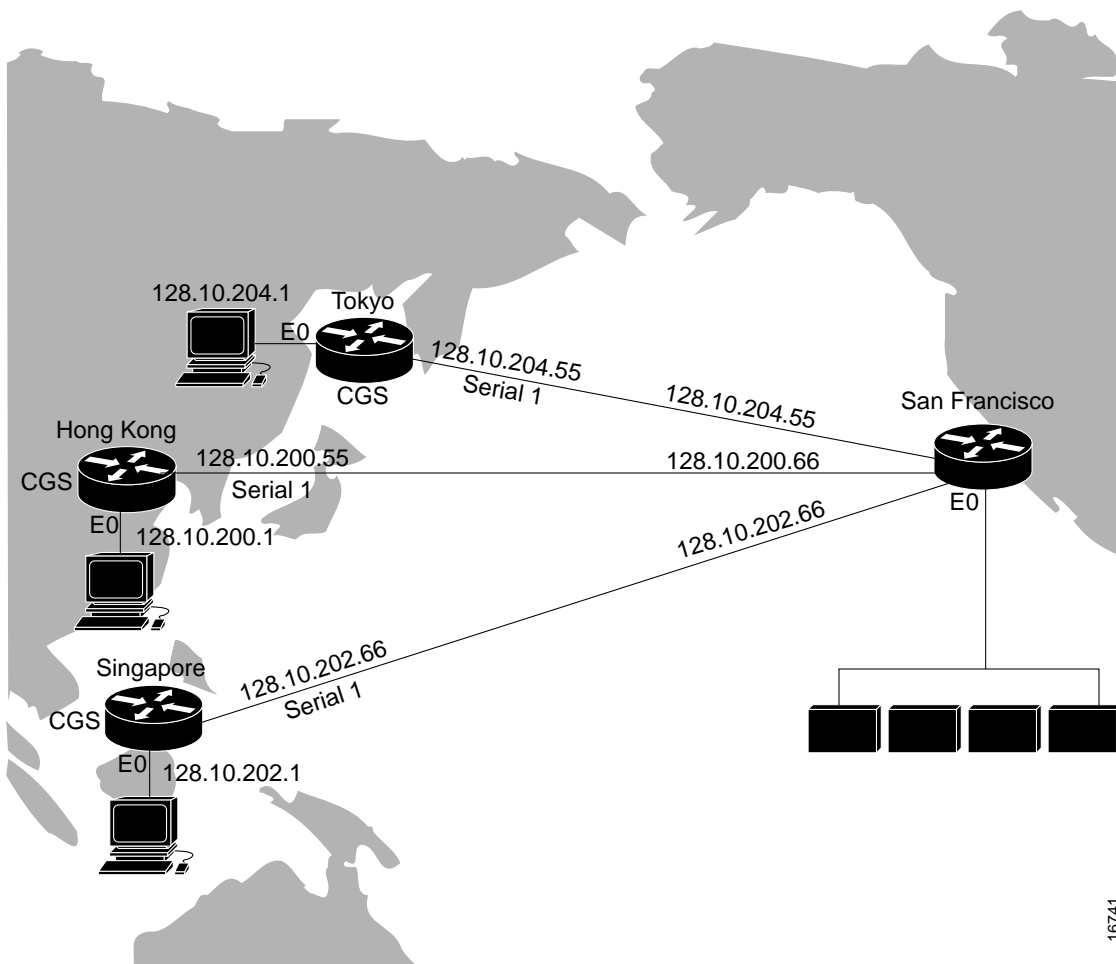 128.10.204.1
Tokyo
E0
128.10.204.55
Serial 1
CGS
128.10.204.55
San Francisco
E0
Hong Kong
CGS
128.10.200.55
Serial 1
128.10.200.66
E0
128.10.200.1
128.10.202.66
Singapore
CGS
128.10.202.66
Serial 1
E0
128.10.202.1
16741